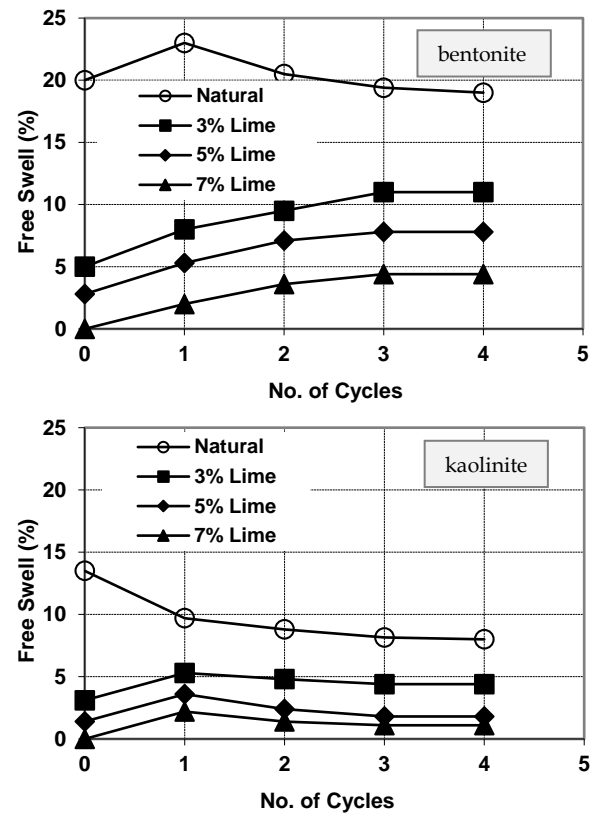 25
bentonite
20
Natural
15
3% Lime
Free Swell (%)
5% Lime
10
7% Lime
5
0
0 1 2 3 4 5
No. of Cycles
25
Natural
kaolinite
20
3% Lime
5% Lime
15
7% Lime
Free Swell (%)
10
5
0
0 1 2 3 4 5
No. of Cycles